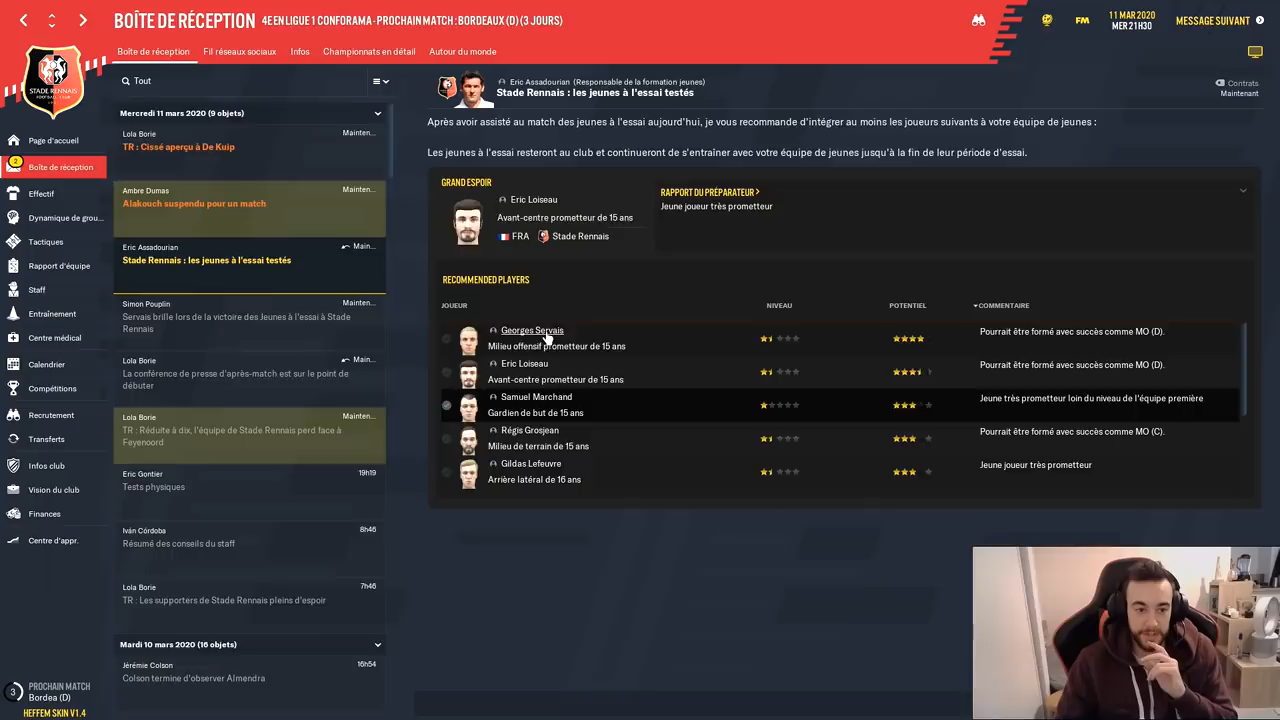 BOÎTE DE RÉCEPTION 4E EN LIGUE 1 CONFORAMA - PROCHAIN MATCH : BORDEAUX (D) (3 JOURS)
FM
11 MAR 2020
MER 21H30
MESSAGE SUIVANT
Boîte de réception
Fil réseaux sociaux
Infos
Championnats en détail
Autour du monde
STADE RENNAIS
FOOTBALL CLUB
Page d'accueil
2
Boîte de réception
Effectif
Dynamique de grou...
Tactiques
Rapport d'équipe
Staff
Entraînement
Centre médical
Calendrier
Compétitions
Recrutement
Transferts
Infos club
Vision du club
Finances
Centre d'appr.
3
PROCHAIN MATCH
Bordea (D)
HEFFEM SKIN V1.4
Tout
Mercredi 11 mars 2020 (9 objets)
Lola Borie
Mainten...
TR : Cissé aperçu à De Kuip
Ambre Dumas
Mainten...
Alakouch suspendu pour un match
Eric Assadourian
Main...
Stade Rennais : les jeunes à l'essai testés
Simon Pouplin
Mainten...
Servais brille lors de la victoire des Jeunes à l'essai à Stade
Rennais
Lola Borie
Main...
La conférence de presse d'après-match est sur le point de
débuter
Lola Borie
Mainten...
TR : Réduite à dix, l'équipe de Stade Rennais perd face à
Feyenoord
Eric Gontier
19h19
Tests physiques
Iván Córdoba
8h46
Résumé des conseils du staff
Lola Borie
7h46
TR : Les supporters de Stade Rennais pleins d'espoir
Mardi 10 mars 2020 (16 objets)
Jérémie Colson
16h54
Colson termine d'observer Almendra
Eric Assadourian (Responsable de la formation jeunes)
Stade Rennais : les jeunes à l'essai testés
Contrats
Maintenant
Après avoir assisté au match des jeunes à l'essai aujourd'hui, je vous recommande d'intégrer au moins les joueurs suivants à votre équipe de jeunes :
Les jeunes à l'essai resteront au club et continueront de s'entraîner avec votre équipe de jeunes jusqu'à la fin de leur période d'essai.
GRAND ESPOIR
Eric Loiseau
Avant-centre prometteur de 15 ans
FRA Stade Rennais
RAPPORT DU PRÉPARATEUR >
Jeune joueur très prometteur
RECOMMENDED PLAYERS
JOUEUR NIVEAU POTENTIEL COMMENTAIRE
Georges Servais
Milieu offensif prometteur de 15 ans
Pourrait être formé avec succès comme MO (D).
Eric Loiseau
Avant-centre prometteur de 15 ans
Pourrait être formé avec succès comme MO (D).
Samuel Marchand
Gardien de but de 15 ans
Jeune très prometteur loin du niveau de l'équipe première
Régis Grosjean
Milieu de terrain de 15 ans
Pourrait être formé avec succès comme MO (C).
Gildas Lefeuvre
Arrière latéral de 16 ans
Jeune joueur très prometteur